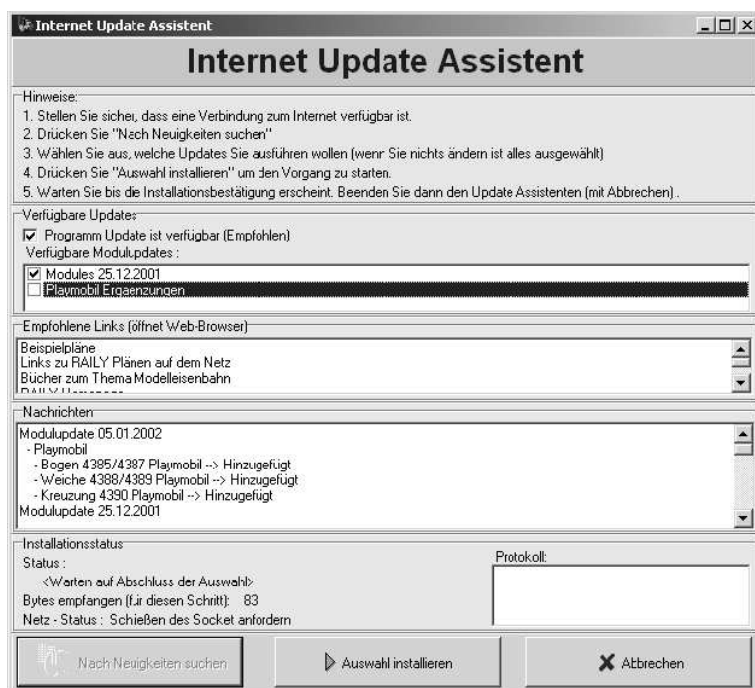 Internet Update Assistent
Internet Update Assistent
Hinweise:
1. Stellen Sie sicher, dass eine Verbindung zum Internet verfügbar ist.
2. Drücken Sie "Nach Neuigkeiten suchen"
3. Wählen Sie aus, welche Updates Sie ausführen wollen (wenr Sie nichts ändern ist alles ausgewählt)
4. Drücken Sie "Auswahl installieren" um den Vorgang zu starten.
5. Warten Sie bis die Installationsbestätigung erscheint. Beenden Sie dann den Update Assistenten (mit Abbrechen) .
Verfügbare Updates
Programm Update ist verfügbar (Empfohlen)
Verfügbare Modulupdates :
Modules 25.12.2001
Playmobil Ergaenzungen
Empfohlene Links (öffnet Web-Browser)
Beispielpläne
Links zu RAILY Plänen auf dem Netz
Bücher zum Thema Modelleisenbahn
RAILY Homepage
Nachrichten
Modulupdate 05.01.2002
- Playmobil
- Bogen 4385/4387 Playmobil --> Hinzugefügt
- Weiche 4388/4389 Playmobil --> Hinzugefügt
- Kreuzung 4390 Playmobil --> Hinzugefügt
Modulupdate 25.12.2001
Installationsstatus
Status :
<Warten auf Abschluss der Auswahl>
Bytes empfangen (für diesen Schritt): 83
Netz - Status : Schießen des Socket anfordern
Protokoll:
Nach Neuigkeiten suchen
Auswahl installieren
Abbrechen